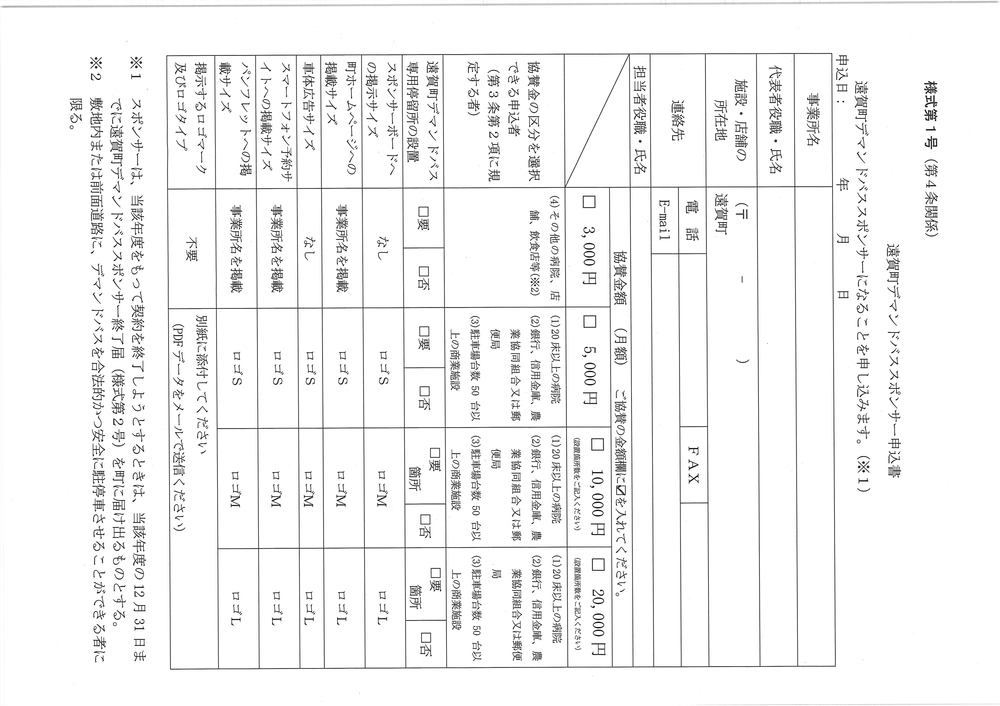 様式第1号（第4条関係）
遠賀町デマンドバススポンサー申込書
遠賀町デマンドバススポンサーになることを申し込みます。（※1）
申込日：　　　　　年　　　月　　　日
事業所名
代表者役職・氏名
施設・店舗の
所在地
（〒　　　－　　　　）
遠賀町
連絡先
電　話
ＦＡＸ
E-mail
担当者役職・氏名
協賛金額　（月額）　ご協賛の金額欄に☑を入れてください。
□　3,000円
□　5,000円
□　10,000円
(設置箇所数をご記入ください)
□　20,000円
(設置箇所数をご記入ください)
協賛金の区分を選択
できる申込者
（第3条第2項に規
定する者）
(4)その他の病院、店
舗、飲食店等(※2)
(1)20床以上の病院
(2)銀行、信用金庫、農
業協同組合又は郵
便局
(3)駐車場台数50台以
上の商業施設
(1)20床以上の病院
(2)銀行、信用金庫、農
業協同組合又は郵
便局
(3)駐車場台数50台以
上の商業施設
(1)20床以上の病院
(2)銀行、信用金庫、農
業協同組合又は郵便
局
(3)駐車場台数50台以
上の商業施設
遠賀町デマンドバス
専用停留所の設置
□要
□否
□要
□否
□要
箇所
□否
□要
箇所
□否
スポンサーボードへ
の掲示サイズ
なし
ロゴS
ロゴM
ロゴL
町ホームページへの
掲載サイズ
事業所名を掲載
ロゴS
ロゴM
ロゴL
車体広告サイズ
なし
ロゴS
ロゴM
ロゴL
スマートフォン予約サ
イトへの掲載サイズ
事業所名を掲載
ロゴS
ロゴM
ロゴL
パンフレットへの掲
載サイズ
事業所名を掲載
ロゴS
ロゴM
ロゴL
掲示するロゴマーク
及びロゴタイプ
不要
別紙に添付してください
(PDFデータをメールで送信ください)
※1　スポンサーは、当該年度をもって契約を終了しようとするときは、当該年度の12月31日ま
でに遠賀町デマンドバススポンサー終了届（様式第2号）を町に届け出るものとする。
※2　敷地内または前面道路に、デマンドバスを合法的かつ安全に駐停車させることができる者に
限る。